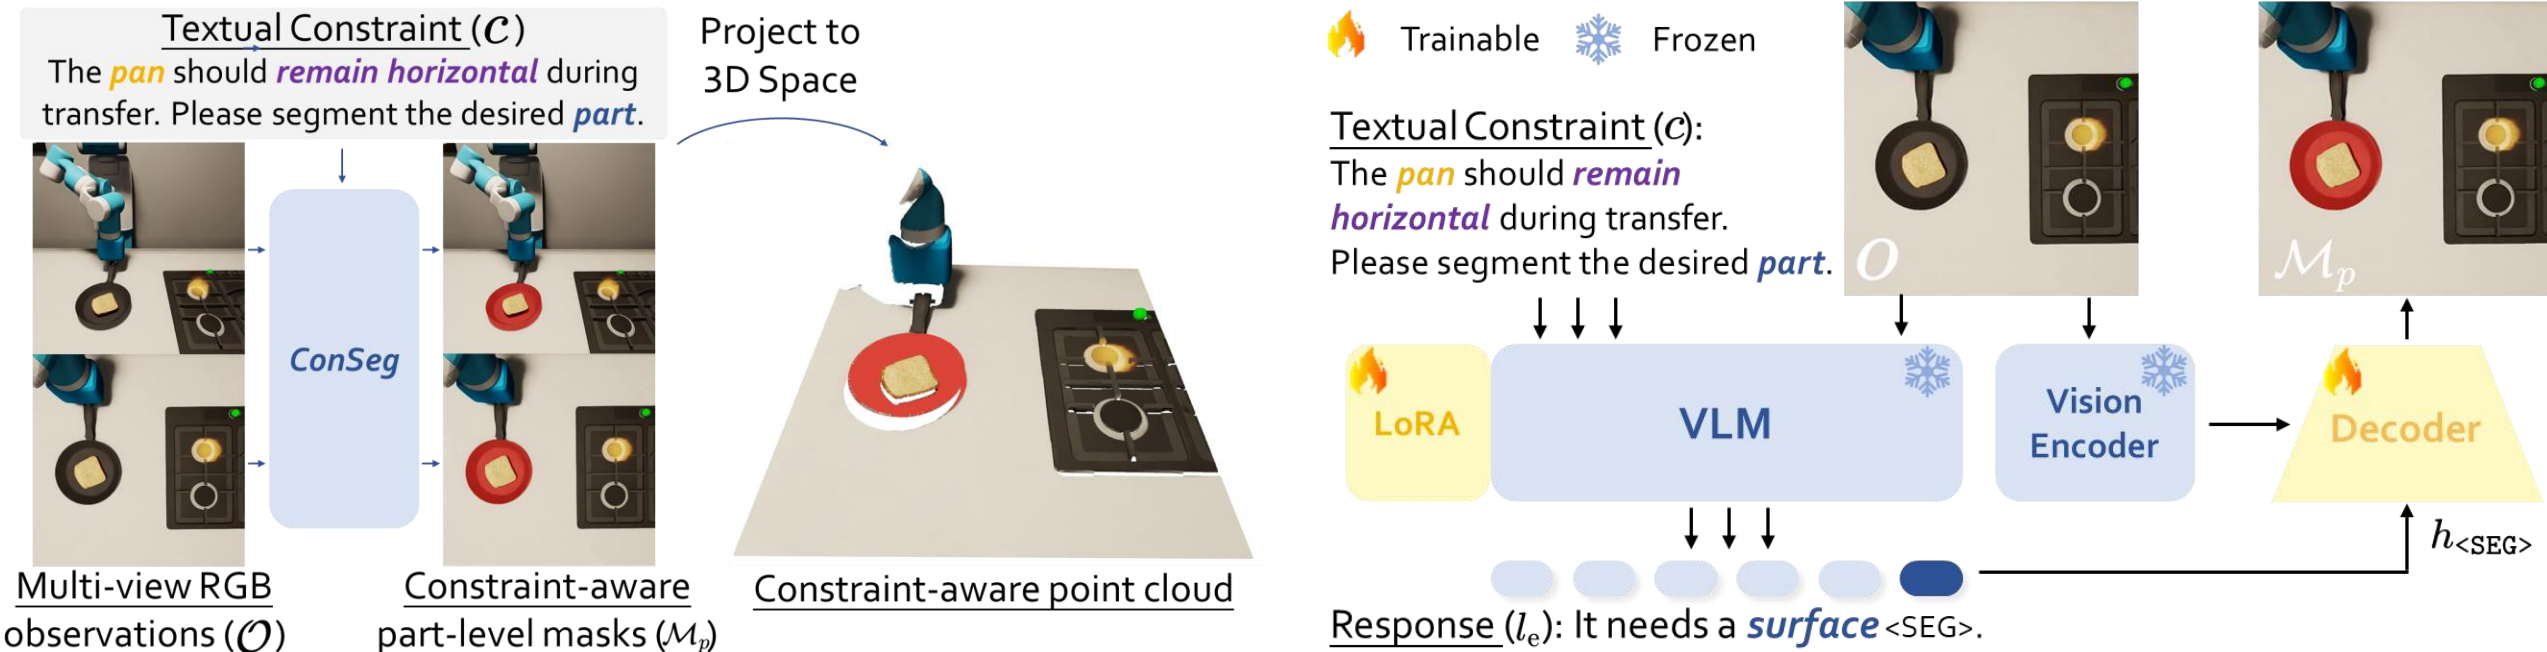 Textual Constraint (C)
The pan should remain horizontal during
transfer. Please segment the desired part.
ConSeg
Multi-view RGB
observations (O)
Constraint-aware
part-level masks (Mₚ)
Project to
3D Space
Constraint-aware point cloud
Trainable
Frozen
Textual Constraint (C):
The pan should remain
horizontal during transfer.
Please segment the desired part.
O
Mₚ
LoRA
VLM
Vision
Encoder
Decoder
h<SEG>
Response (lₑ): It needs a surface <SEG>.